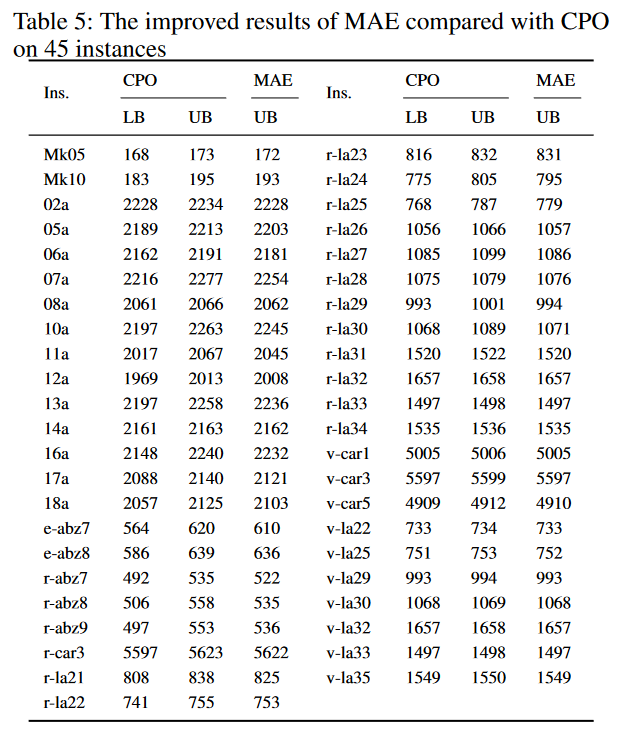 Table 5: The improved results of MAE compared with CPO
on 45 instances
Ins. CPO MAE Ins. CPO MAE
LB UB UB LB UB UB
Mk05 168 173 172 r-la23 816 832 831
Mk10 183 195 193 r-la24 775 805 795
02a 2228 2234 2228 r-la25 768 787 779
05a 2189 2213 2203 r-la26 1056 1066 1057
06a 2162 2191 2181 r-la27 1085 1099 1086
07a 2216 2277 2254 r-la28 1075 1079 1076
08a 2061 2066 2062 r-la29 993 1001 994
10a 2197 2263 2245 r-la30 1068 1089 1071
11a 2017 2067 2045 r-la31 1520 1522 1520
12a 1969 2013 2008 r-la32 1657 1658 1657
13a 2197 2258 2236 r-la33 1497 1498 1497
14a 2161 2163 2162 r-la34 1535 1536 1535
16a 2148 2240 2232 v-car1 5005 5006 5005
17a 2088 2140 2121 v-car3 5597 5599 5597
18a 2057 2125 2103 v-car5 4909 4912 4910
e-abz7 564 620 610 v-la22 733 734 733
e-abz8 586 639 636 v-la25 751 753 752
r-abz7 492 535 522 v-la29 993 994 993
r-abz8 506 558 535 v-la30 1068 1069 1068
r-abz9 497 553 536 v-la32 1657 1658 1657
r-car3 5597 5623 5622 v-la33 1497 1498 1497
r-la21 808 838 825 v-la35 1549 1550 1549
r-la22 741 755 753